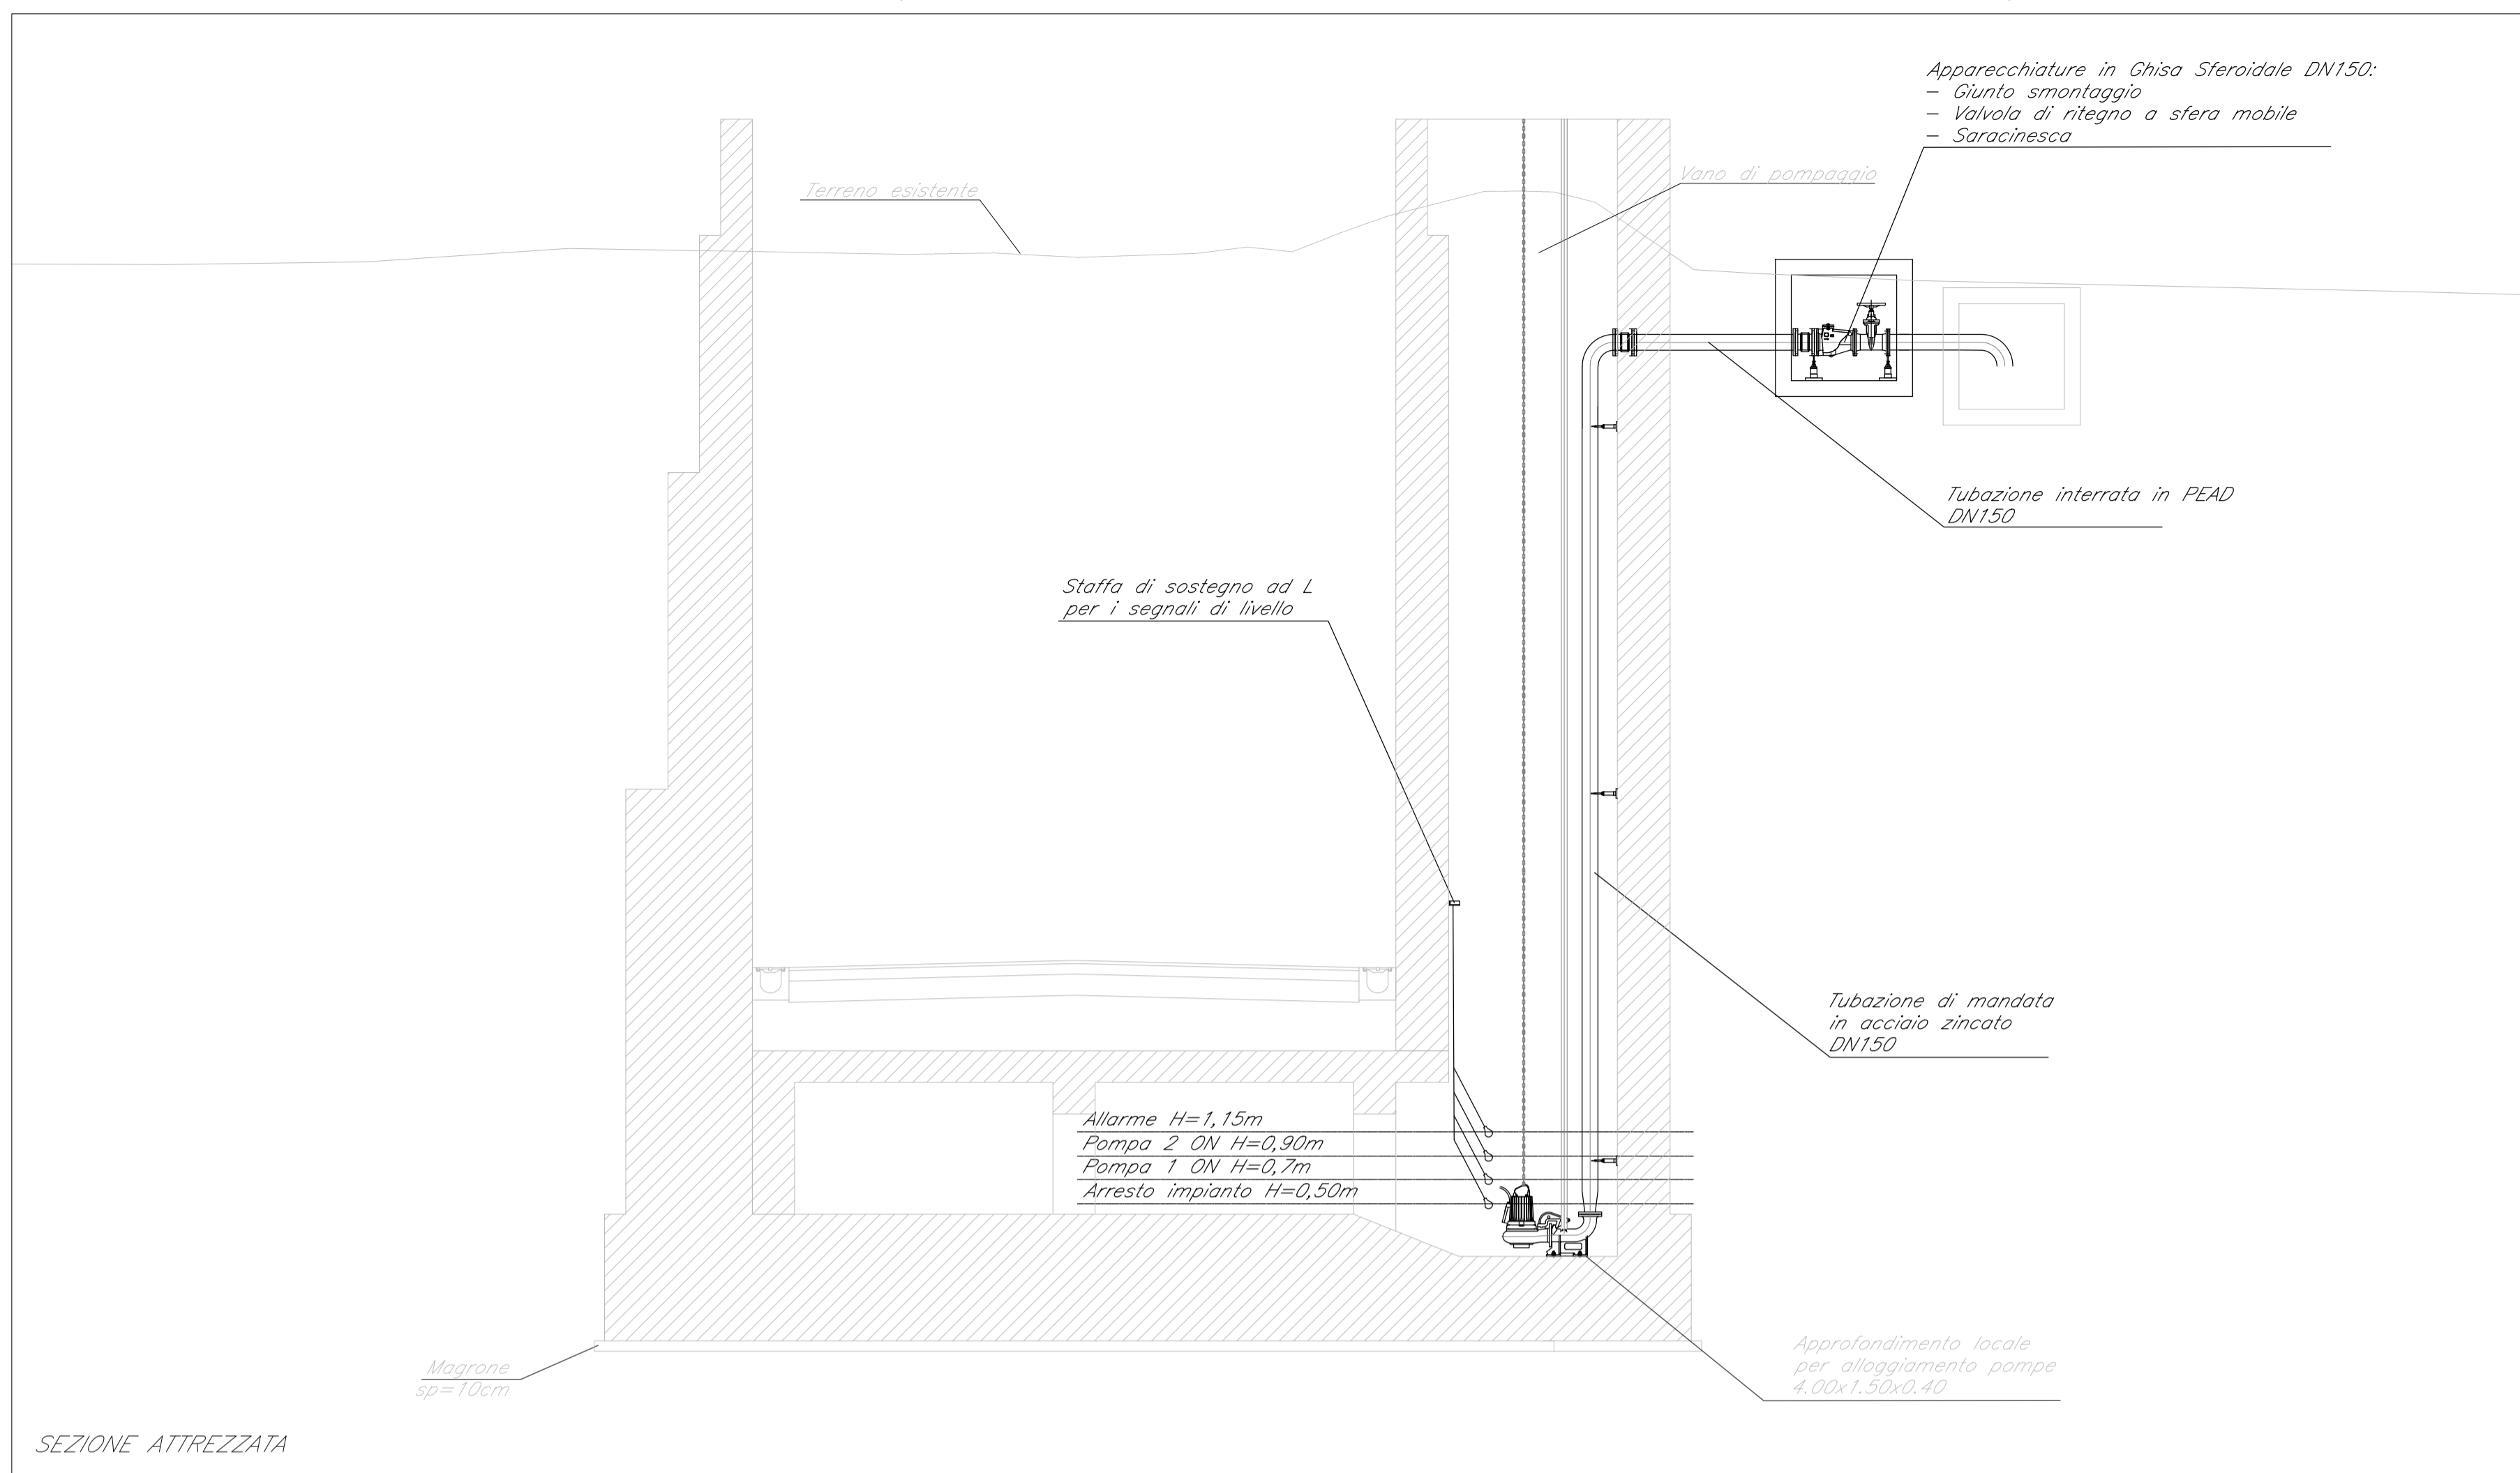 Apparecchiature in Ghisa Sferoidale DN150:
- Giunto smontaggio
- Valvola di ritegno a sfera mobile
- Saracinesca
Terreno esistente
Vano di pompaggio
Tubazione interrata in PEAD
DN150
Staffa di sostegno ad L
per i segnali di livello
Tubazione di mandata
in acciaio zincato
DN150
Allarme H=1,15m
Pompa 2 ON H=0,90m
Pompa 1 ON H=0,7m
Arresto impianto H=0,50m
Approfondimento locale
per alloggiamento pompe
4.00x1.50x0.40
Magrone
sp=10cm
SEZIONE ATTREZZATA